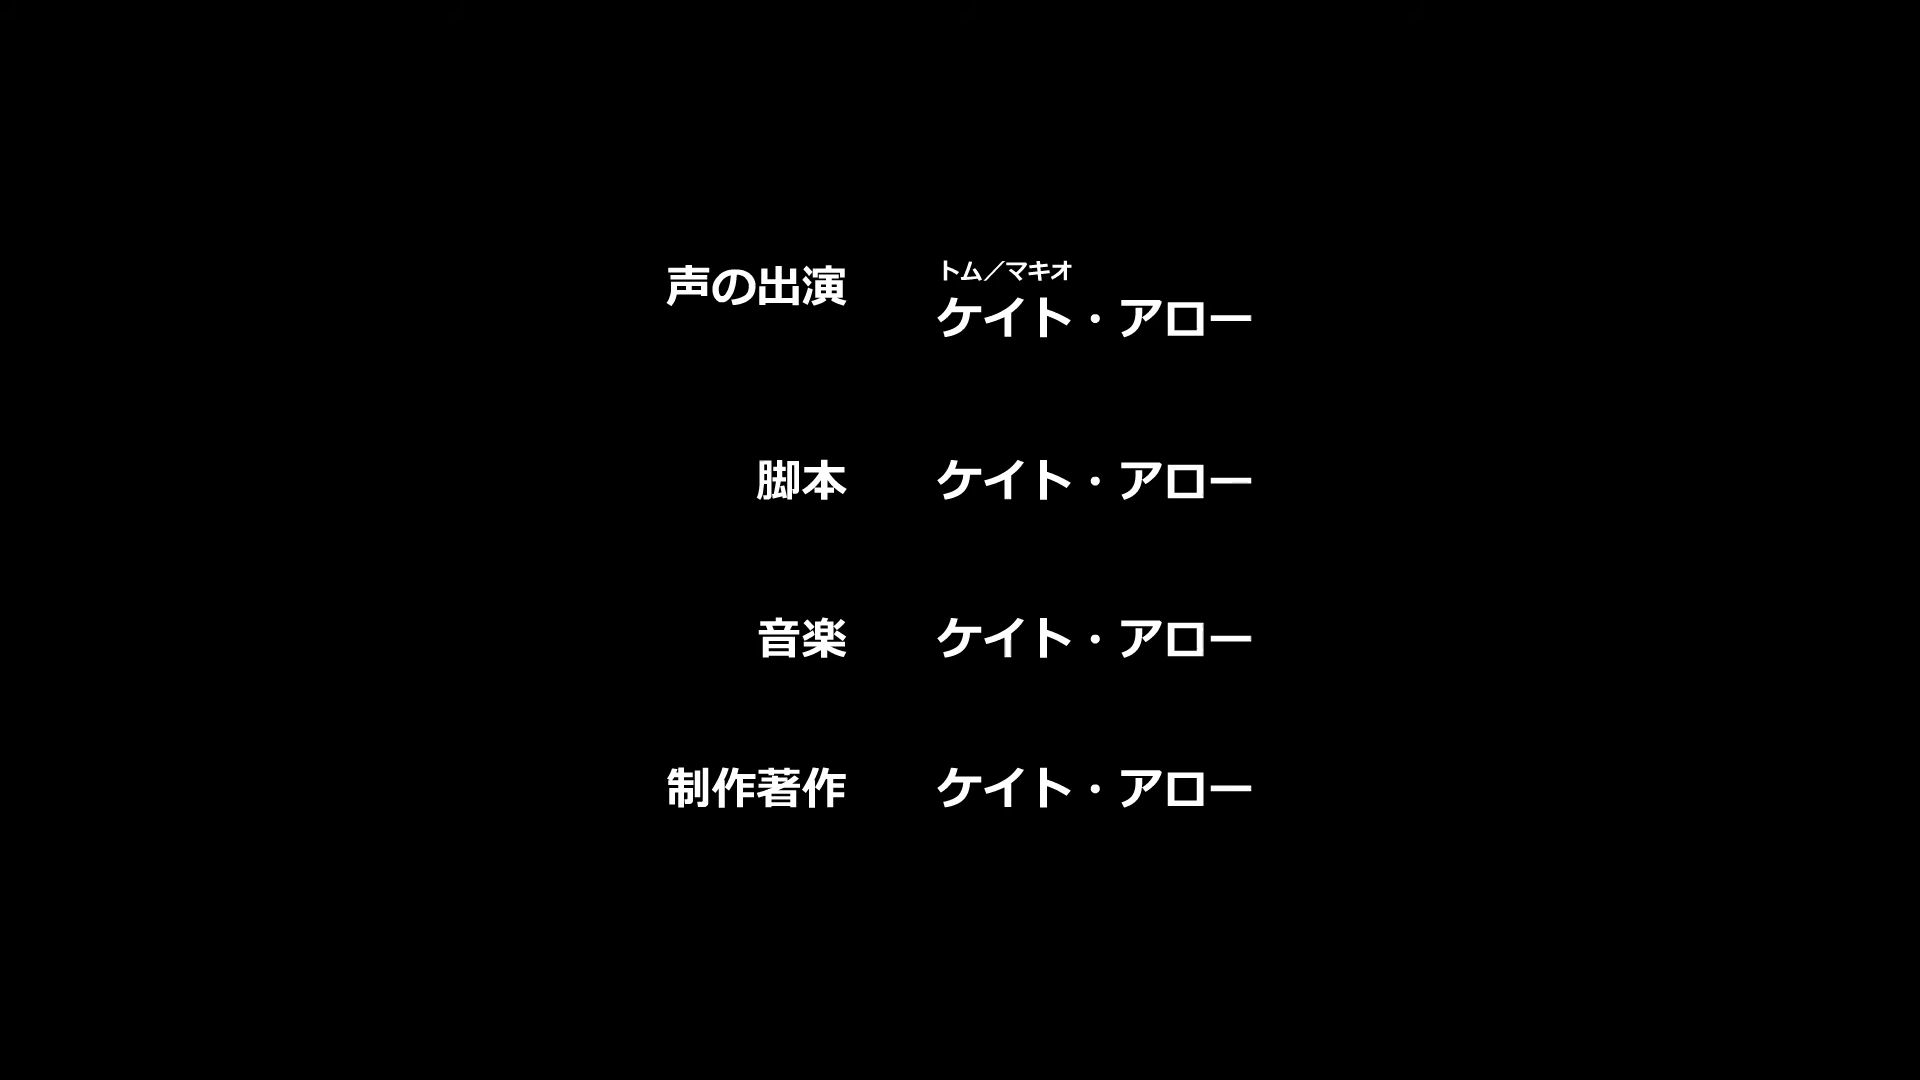 声の出演
トム／マキオ
ケイト・アロー
脚本 ケイト・アロー
音楽 ケイト・アロー
制作著作 ケイト・アロー